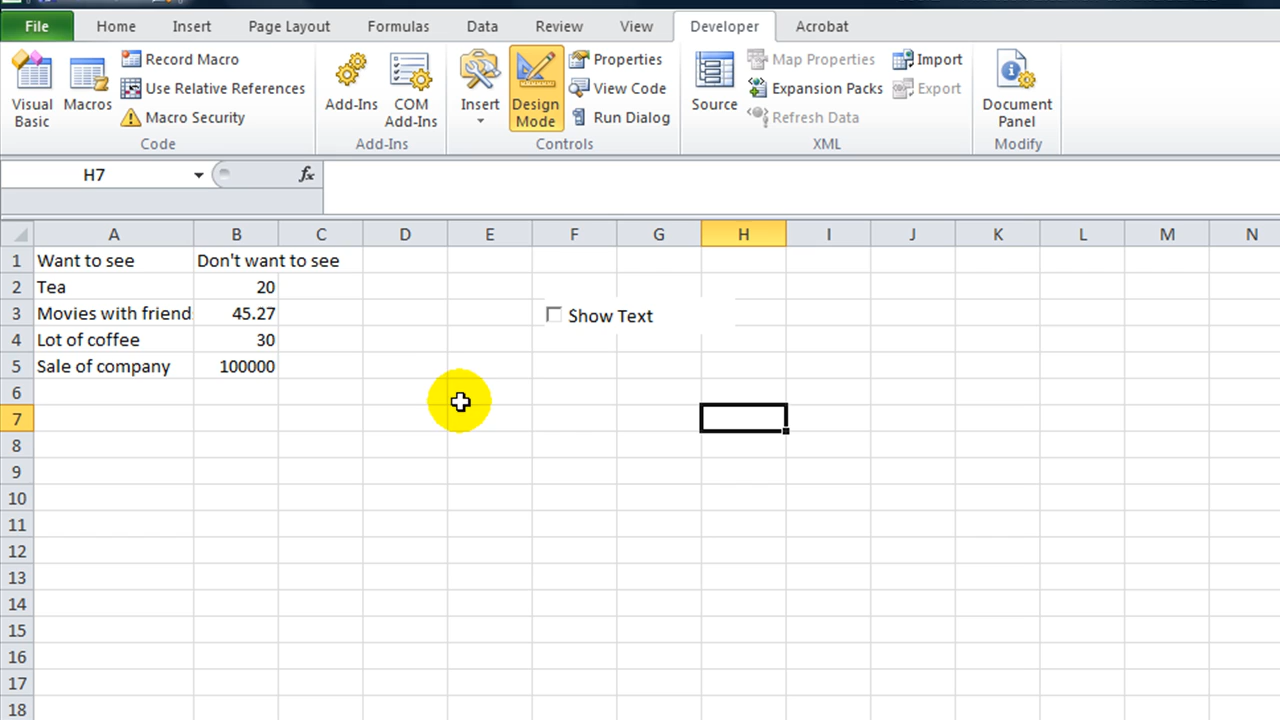 File Home Insert Page Layout Formulas Data Review View Developer Acrobat
Visual Basic
Macros
Record Macro
Use Relative References
Macro Security
Code
Add-Ins
COM Add-Ins
Add-Ins
Insert
Design Mode
Properties
View Code
Run Dialog
Controls
Source
Map Properties
Expansion Packs
Refresh Data
Import
Export
XML
Document Panel
Modify
H7 fx
A B C D E F G H I J K L M N
1 Want to see Don't want to see
2 Tea 20
3 Movies with friend 45.27 Show Text
4 Lot of coffee 30
5 Sale of company 100000
6
7
8
9
10
11
12
13
14
15
16
17
18